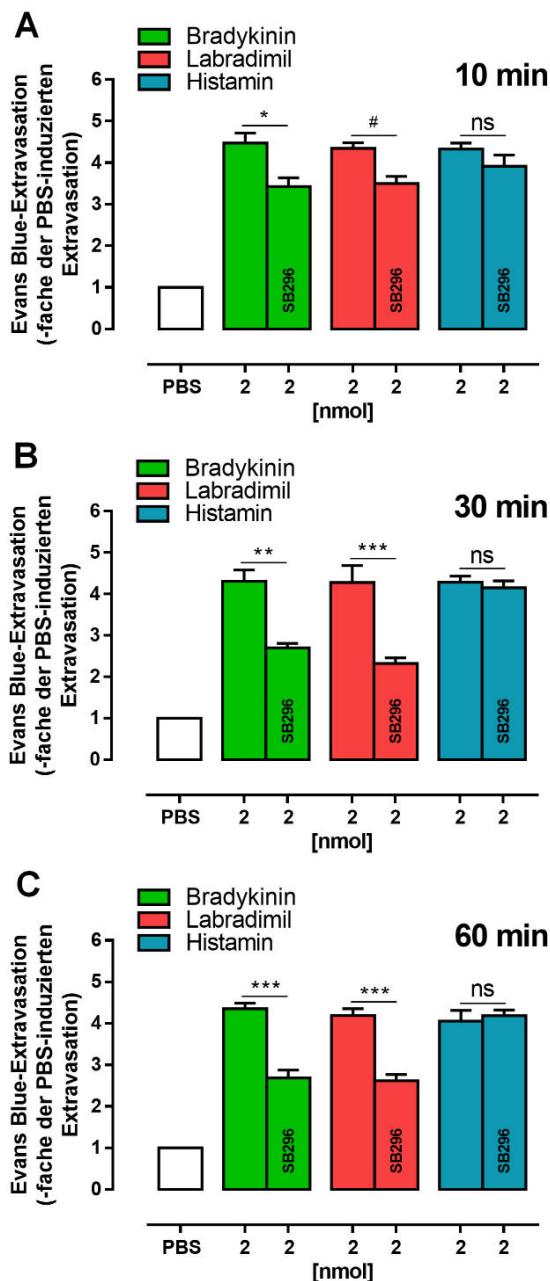 A
Bradykinin
Labradimil
Histamin
10 min
Evans Blue-Extravasation
(-fache der PBS-induzierten
Extravasation)
6
5
4
3
2
1
0
*
#
ns
SB296
SB296
SB296
PBS
2 2 2 2 2 2
[nmol]
B
Bradykinin
Labradimil
Histamin
30 min
Evans Blue-Extravasation
(-fache der PBS-induzierten
Extravasation)
6
5
4
3
2
1
0
**
***
ns
SB296
SB296
SB296
PBS
2 2 2 2 2 2
[nmol]
C
Bradykinin
Labradimil
Histamin
60 min
Evans Blue-Extravasation
(-fache der PBS-induzierten
Extravasation)
6
5
4
3
2
1
0
***
***
ns
SB296
SB296
SB296
PBS
2 2 2 2 2 2
[nmol]